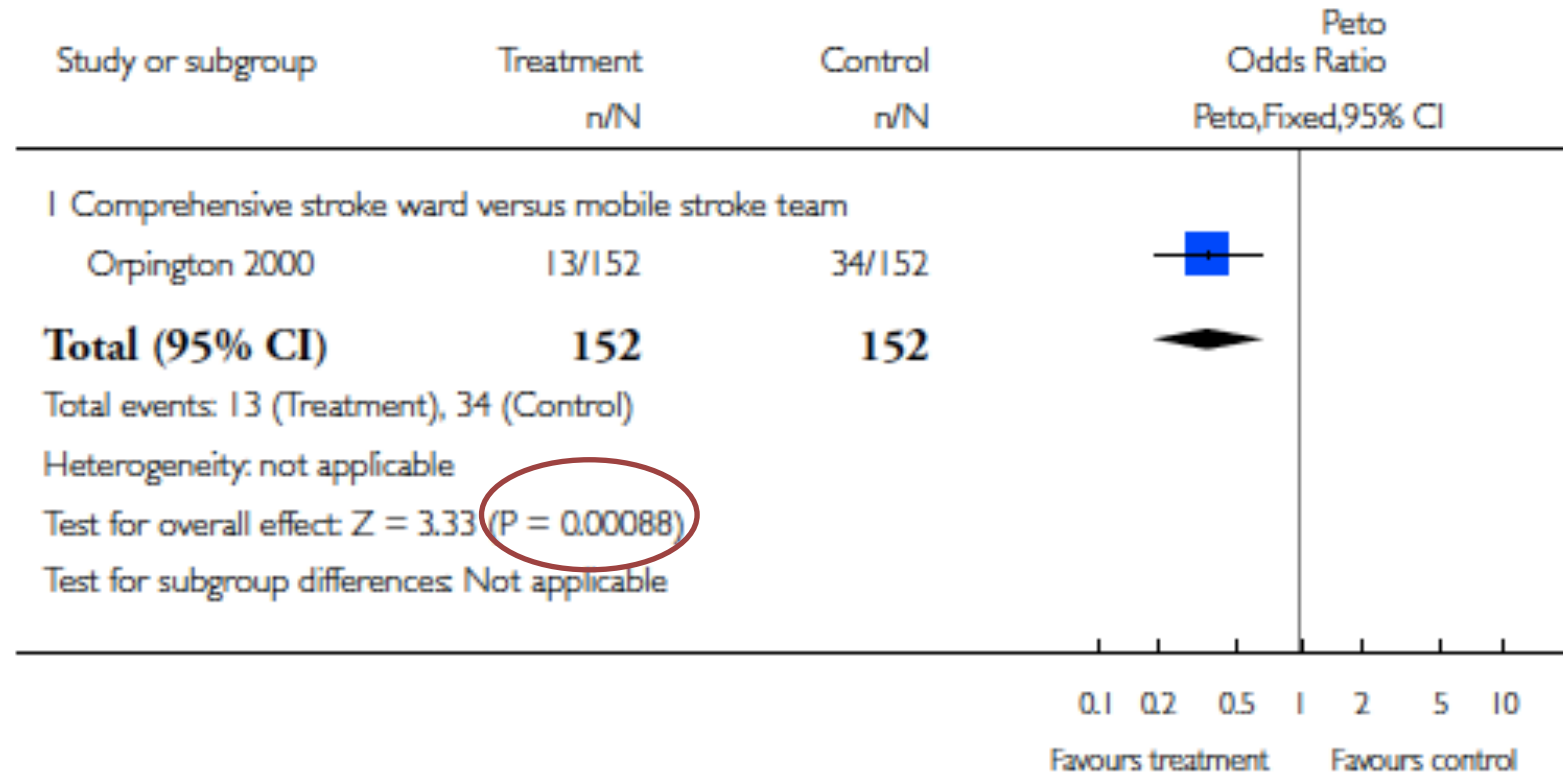 Peto
Study or subgroup Treatment Control Odds Ratio
n/N n/N Peto,Fixed,95% CI
1 Comprehensive stroke ward versus mobile stroke team
Orpington 2000 13/152 34/152
Total (95% CI) 152 152
Total events: 13 (Treatment), 34 (Control)
Heterogeneity: not applicable
Test for overall effect: Z = 3.33 (P = 0.00088)
Test for subgroup differences: Not applicable
0.1 0.2 0.5 1 2 5 10
Favours treatment Favours control